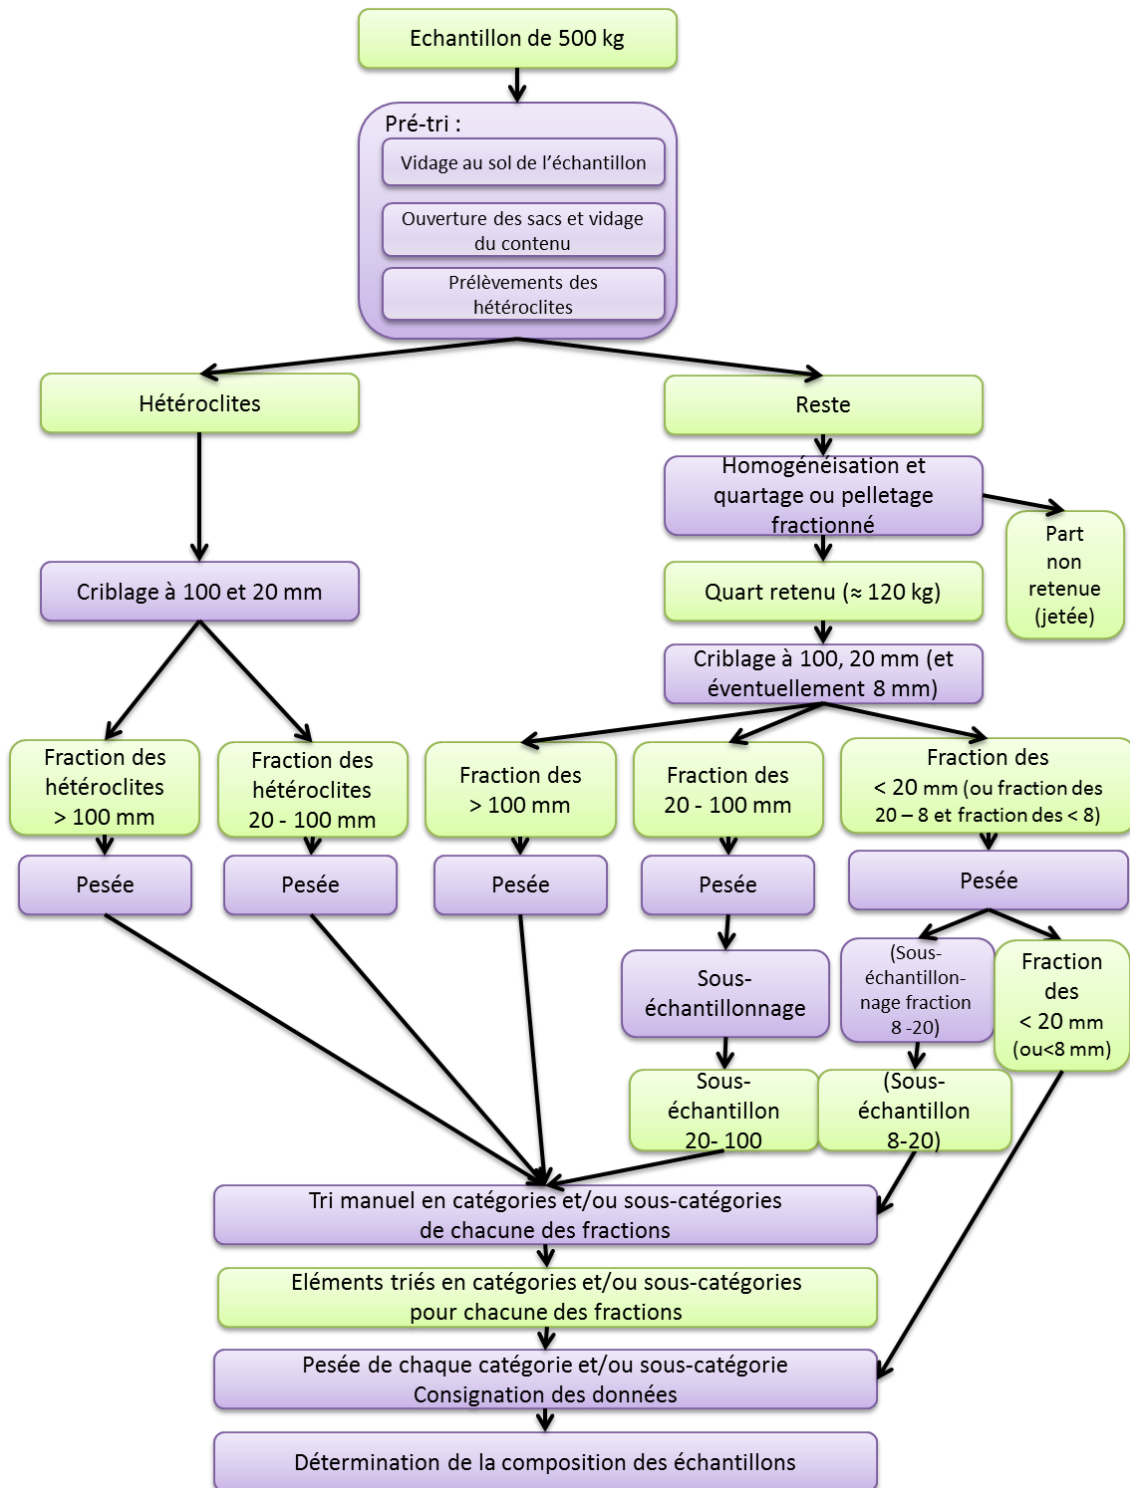 Echantillon de 500 kg
Pré-tri :
Vidage au sol de l'échantillon
Ouverture des sacs et vidage
du contenu
Prélèvements des
hétéroclites
Hétéroclites
Reste
Homogénéisation et
quartage ou pelletage
fractionné
Part
non
retenue
(jetée)
Criblage à 100 et 20 mm
Quart retenu (≈ 120 kg)
Criblage à 100, 20 mm (et
éventuellement 8 mm)
Fraction des
hétéroclites
> 100 mm
Fraction des
hétéroclites
20 - 100 mm
Fraction des
> 100 mm
Fraction des
20 - 100 mm
Fraction des
< 20 mm (ou fraction des
20 – 8 et fraction des < 8)
Pesée
Pesée
Pesée
Pesée
Pesée
Sous-
échantillonnage
(Sous-
échantillon-
nage fraction
8 -20)
Fraction
des
< 20 mm
(ou<8 mm)
Sous-
échantillon
20- 100
(Sous-
échantillon
8-20)
Tri manuel en catégories et/ou sous-catégories
de chacune des fractions
Eléments triés en catégories et/ou sous-catégories
pour chacune des fractions
Pesée de chaque catégorie et/ou sous-catégorie
Consignation des données
Détermination de la composition des échantillons